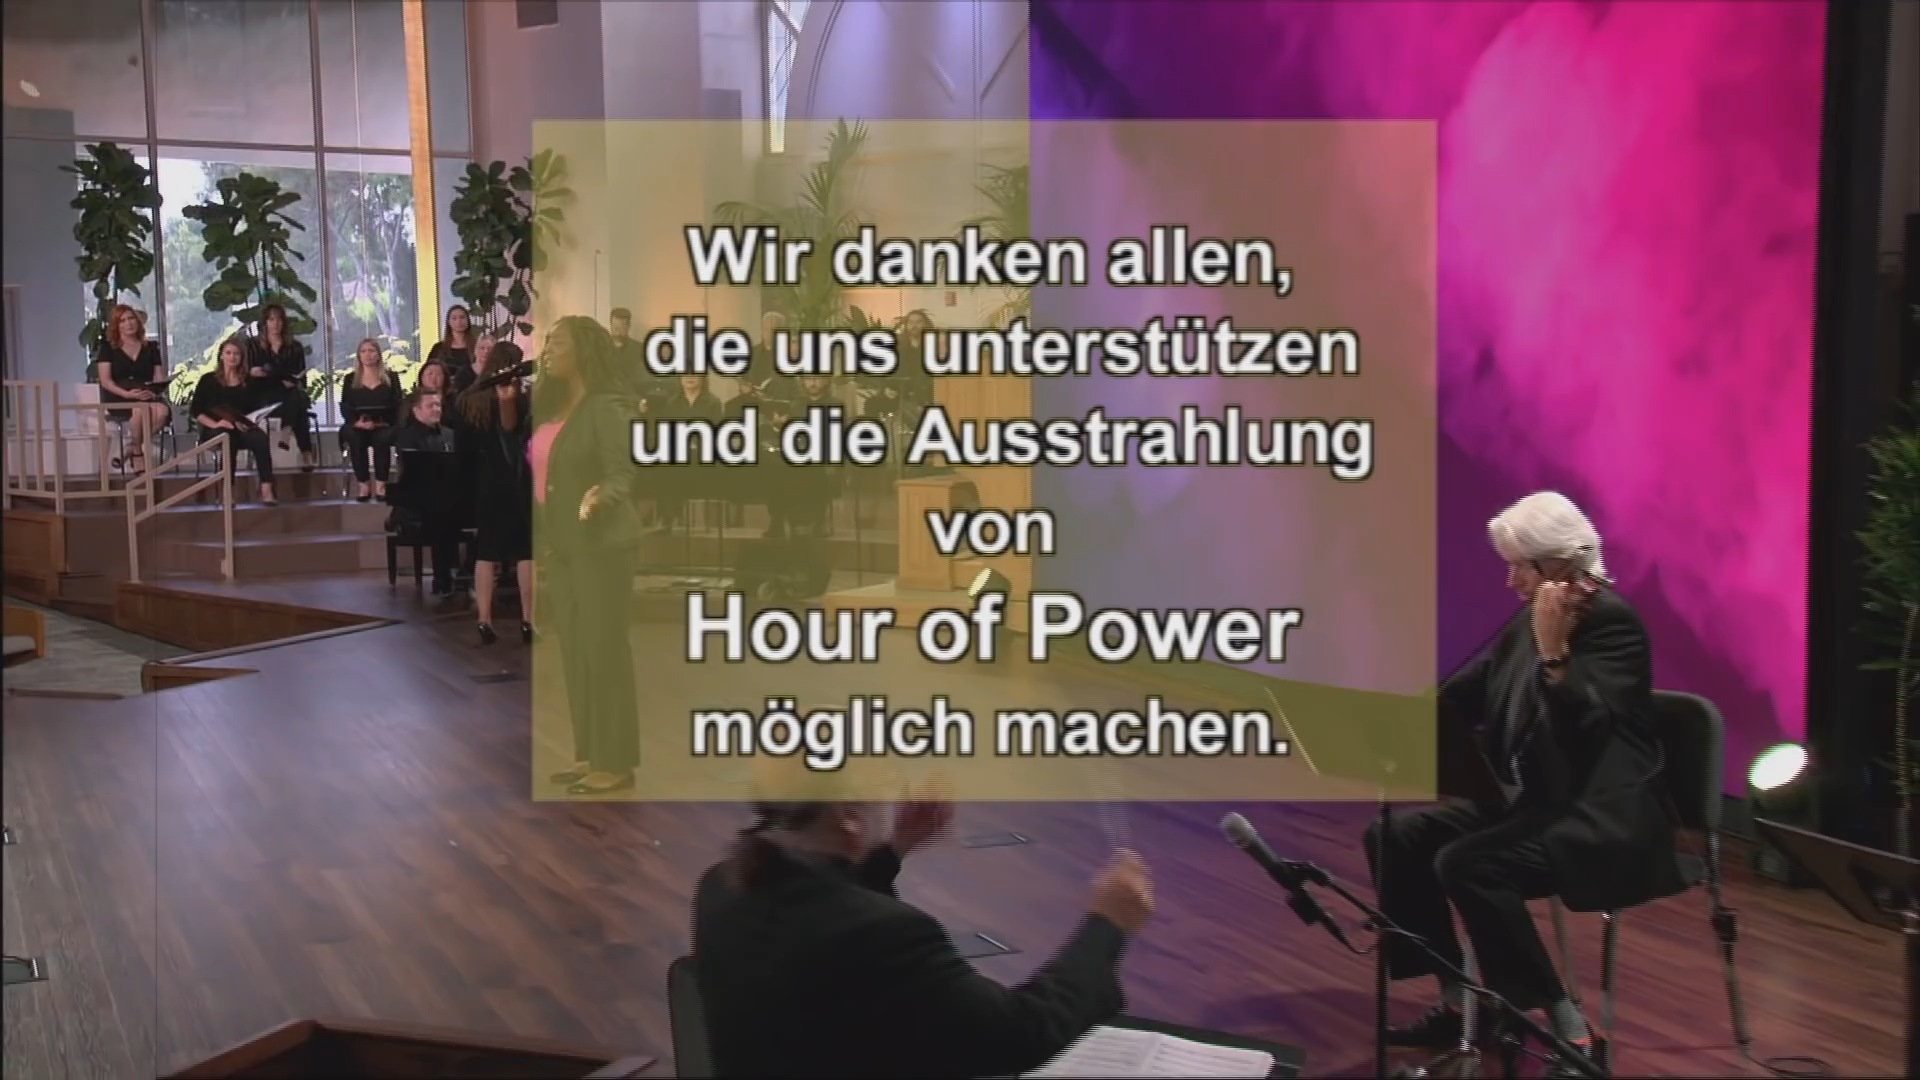 Wir danken allen,
die uns unterstützen
und die Ausstrahlung
von
Hour of Power
möglich machen.